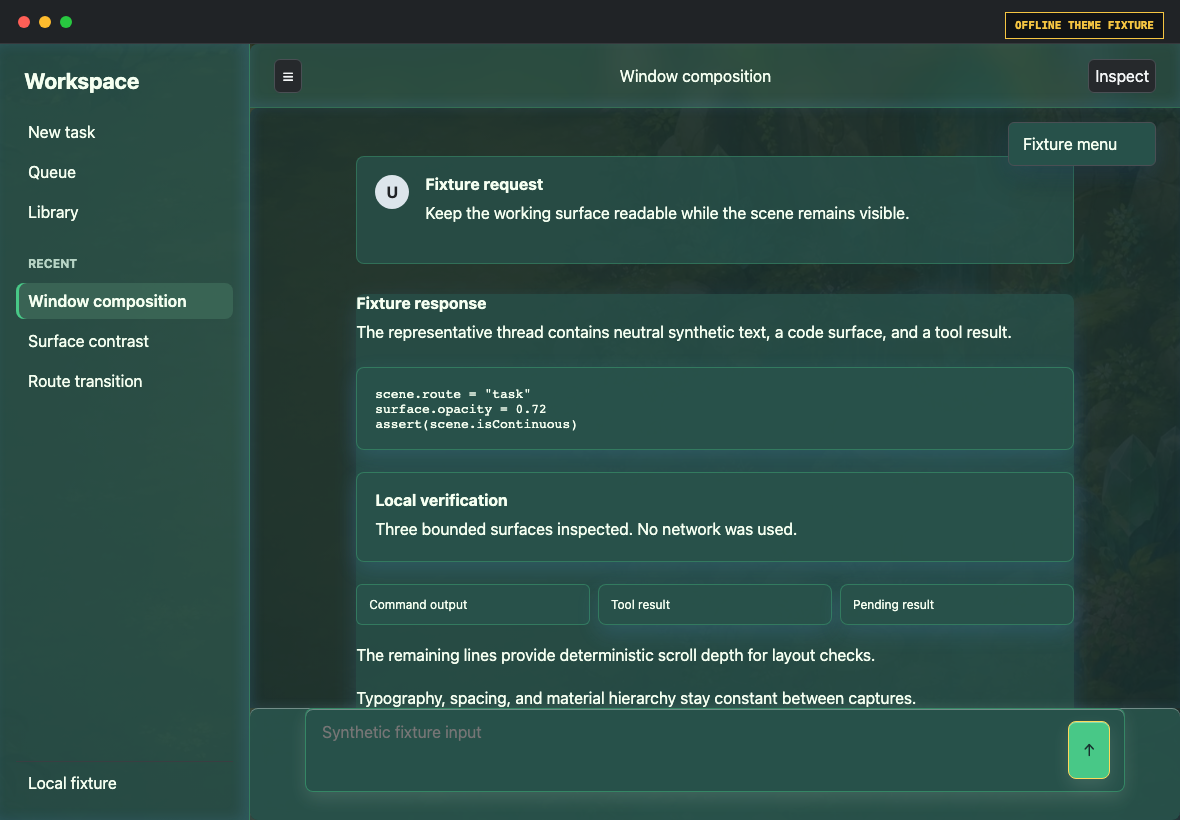 OFFLINE THEME FIXTURE
Workspace
New task
Queue
Library
RECENT
Window composition
Surface contrast
Route transition
Local fixture
Window composition
Inspect
Fixture menu
U
Fixture request
Keep the working surface readable while the scene remains visible.
Fixture response
The representative thread contains neutral synthetic text, a code surface, and a tool result.
scene.route = "task"
surface.opacity = 0.72
assert(scene.isContinuous)
Local verification
Three bounded surfaces inspected. No network was used.
Command output
Tool result
Pending result
The remaining lines provide deterministic scroll depth for layout checks.
Typography, spacing, and material hierarchy stay constant between captures.
Synthetic fixture input